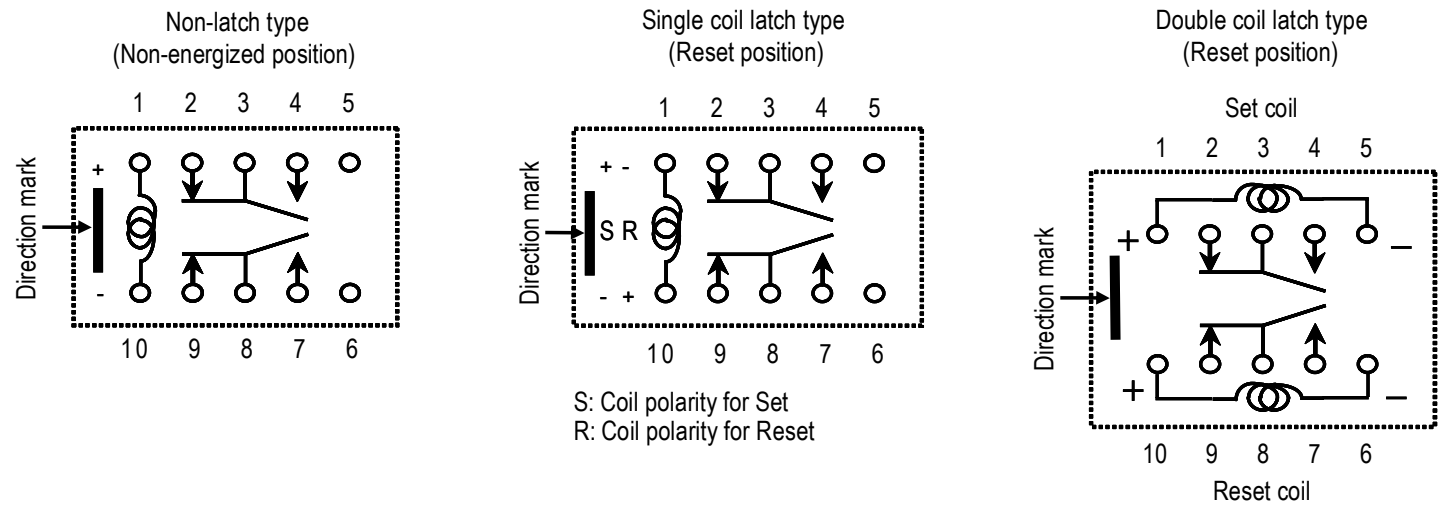 Non-latch type
(Non-energized position)
1 2 3 4 5
Direction mark
+
-
10 9 8 7 6
Single coil latch type
(Reset position)
1 2 3 4 5
Direction mark
+ -
S R
- +
10 9 8 7 6
S: Coil polarity for Set
R: Coil polarity for Reset
Double coil latch type
(Reset position)
Set coil
1 2 3 4 5
Direction mark
+ –
+ –
10 9 8 7 6
Reset coil